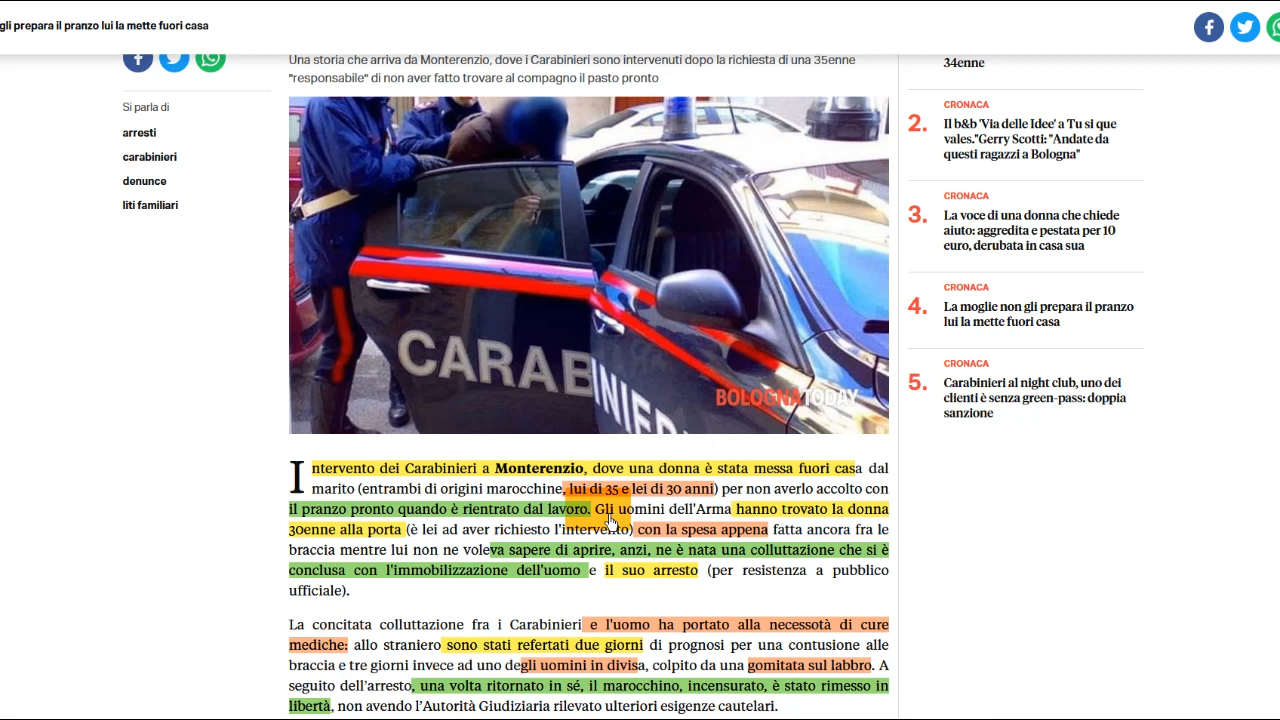 gli prepara il pranzo lui la mette fuori casa
Si parla di
arresti
carabinieri
denunce
liti familiari
Una storia che arriva da Monterenzio, dove i Carabinieri sono intervenuti dopo la richiesta di una 35enne
"responsabile" di non aver fatto trovare al compagno il pasto pronto
CARABINIERI
BOLOGNATODAY
Intervento dei Carabinieri a Monterenzio, dove una donna è stata messa fuori casa dal
marito (entrambi di origini marocchine, lui di 35 e lei di 30 anni) per non averlo accolto con
il pranzo pronto quando è rientrato dal lavoro. Gli uomini dell'Arma hanno trovato la donna
30enne alla porta (è lei ad aver richiesto l'intervento) con la spesa appena fatta ancora fra le
braccia mentre lui non ne voleva sapere di aprire, anzi, ne è nata una colluttazione che si è
conclusa con l'immobilizzazione dell'uomo e il suo arresto (per resistenza a pubblico
ufficiale).
La concitata colluttazione fra i Carabinieri e l'uomo ha portato alla necessotà di cure
mediche: allo straniero sono stati refertati due giorni di prognosi per una contusione alle
braccia e tre giorni invece ad uno degli uomini in divisa, colpito da una gomitata sul labbro. A
seguito dell'arresto, una volta ritornato in sé, il marocchino, incensurato, è stato rimesso in
libertà, non avendo l'Autorità Giudiziaria rilevato ulteriori esigenze cautelari.
34enne
CRONACA
2. Il b&b 'Via delle Idee' a Tu si que
vales."Gerry Scotti: "Andate da
questi ragazzi a Bologna"
CRONACA
3. La voce di una donna che chiede
aiuto: aggredita e pestata per 10
euro, derubata in casa sua
CRONACA
4. La moglie non gli prepara il pranzo
lui la mette fuori casa
CRONACA
5. Carabinieri al night club, uno dei
clienti è senza green-pass: doppia
sanzione